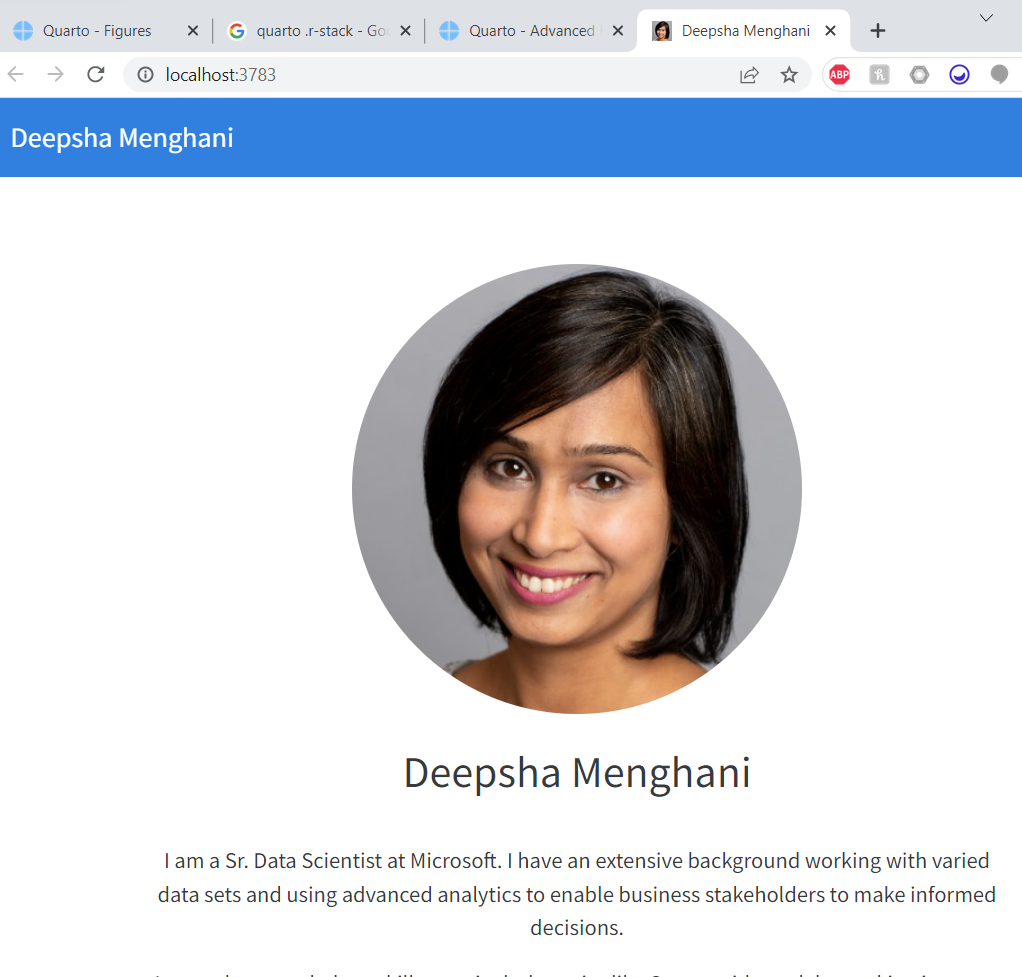 Quarto - Figures
quarto .r-stack - Goo
Quarto - Advanced
Deepsha Menghani
localhost:3783
ABP
Deepsha Menghani
Deepsha Menghani
I am a Sr. Data Scientist at Microsoft. I have an extensive background working with varied
data sets and using advanced analytics to enable business stakeholders to make informed
decisions.